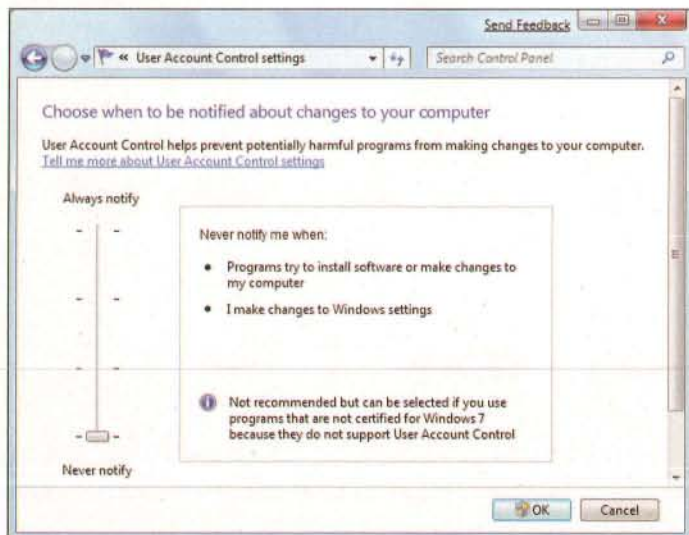 Send Feedback
« User Account Control settings
Search Control Panel
Choose when to be notified about changes to your computer
User Account Control helps prevent potentially harmful programs from making changes to your computer.
Tell me more about User Account Control settings
Always notify
Never notify me when:
• Programs try to install software or make changes to
my computer
• I make changes to Windows settings
Not recommended but can be selected if you use
programs that are not certified for Windows 7
because they do not support User Account Control
Never notify
OK
Cancel